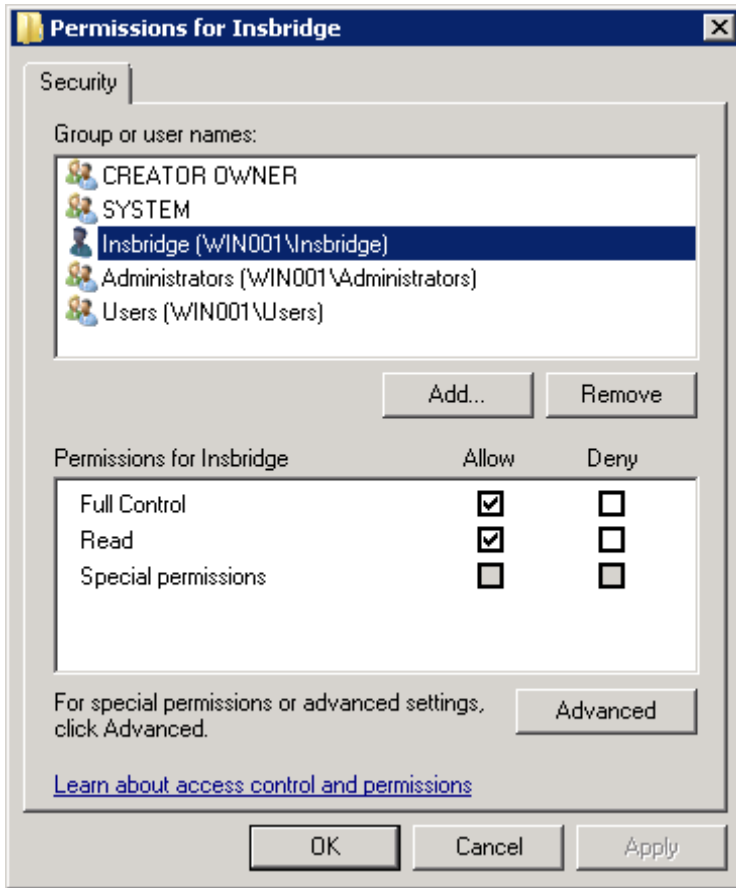 Permissions for Insbridge
Security
Group or user names:
CREATOR OWNER
SYSTEM
Insbridge (WIN001\Insbridge)
Administrators (WIN001\Administrators)
Users (WIN001\Users)
Add... Remove
Permissions for Insbridge Allow Deny
Full Control
Read
Special permissions
For special permissions or advanced settings,
click Advanced.
Advanced
Learn about access control and permissions
OK Cancel Apply